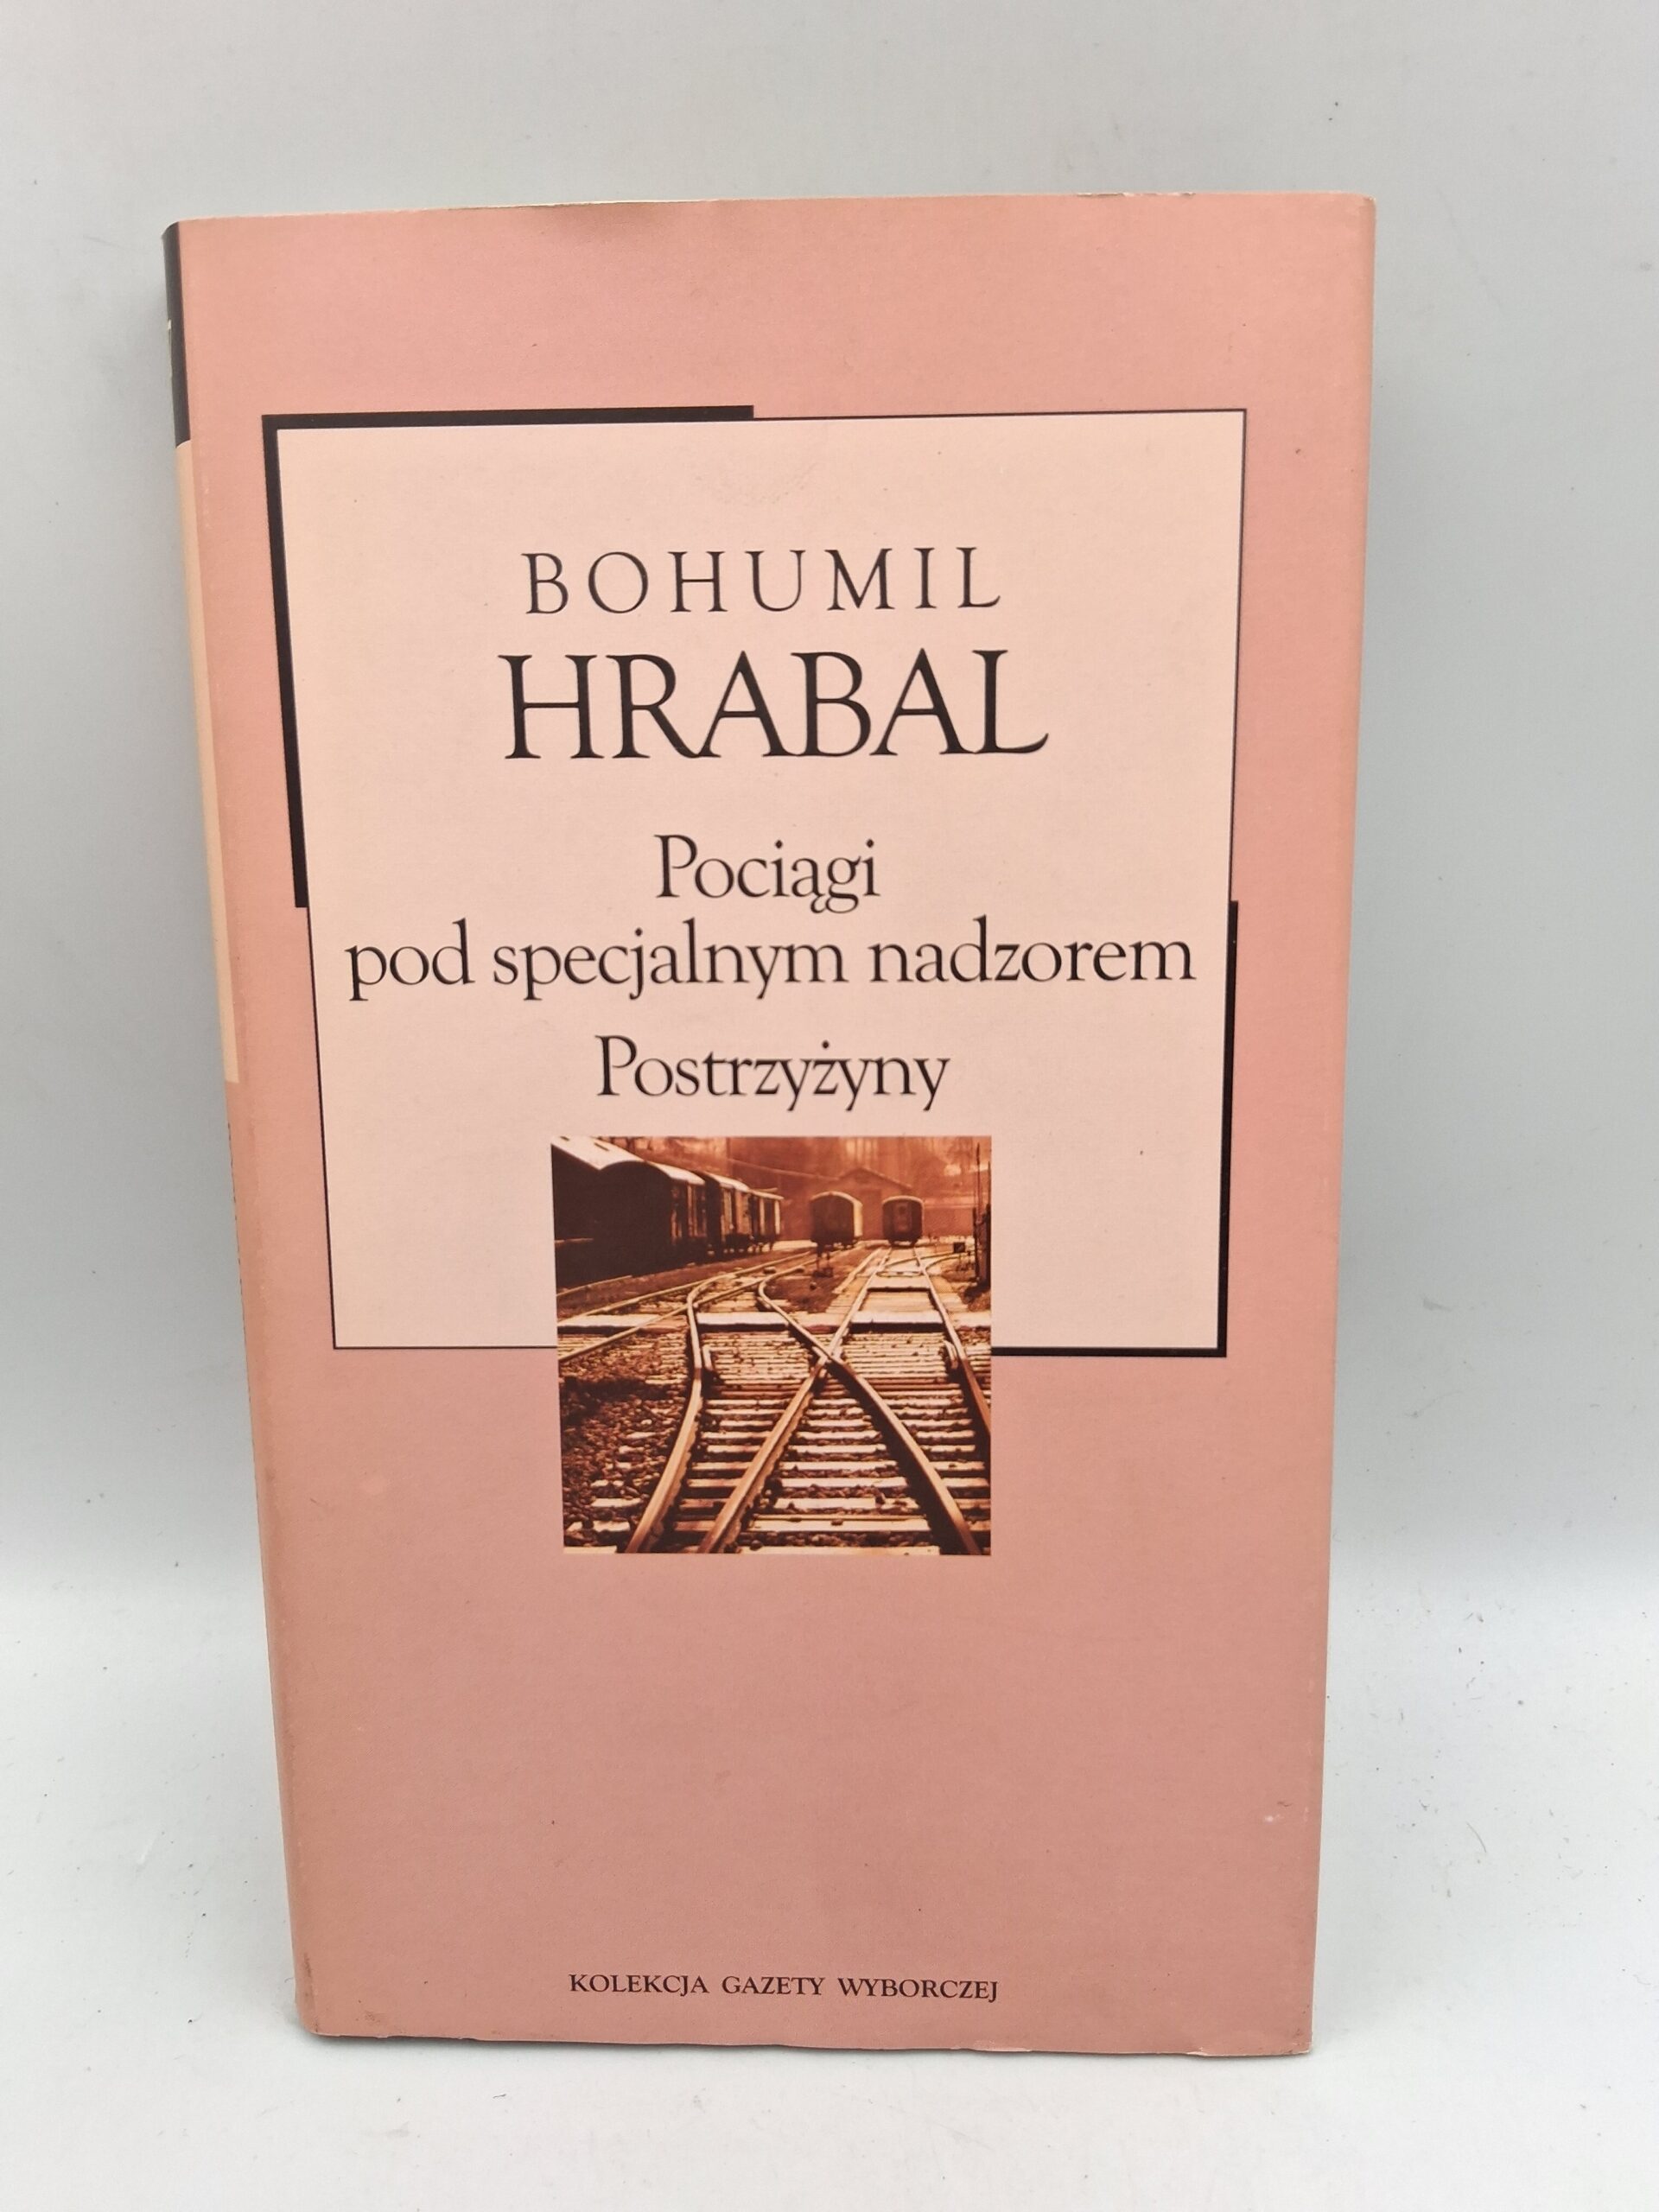 BOHUMIL
HRABAL
Pociągi
pod specjalnym nadzorem
Postrzyżyny
KOLEKCJA GAZETY WYBORCZEJ